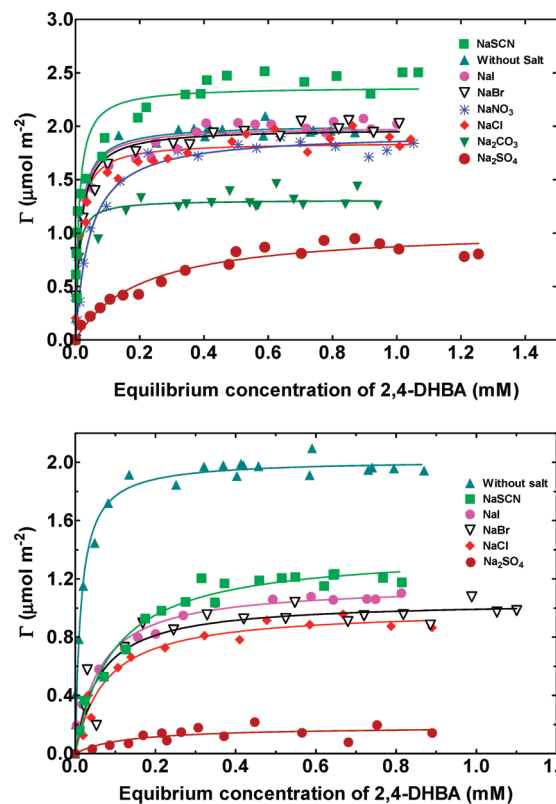 3.0
2.5
2.0
1.5
1.0
0.5
0.0
Γ (μmol m⁻²)
NaSCN
Without Salt
NaI
NaBr
NaNO₃
NaCl
Na₂CO₃
Na₂SO₄
0.0 0.2 0.4 0.6 0.8 1.0 1.2 1.4
Equilibrium concentration of 2,4-DHBA (mM)
2.0
1.6
1.2
0.8
0.4
0.0
Γ (μmol m⁻²)
Without salt
NaSCN
NaI
NaBr
NaCl
Na₂SO₄
0.0 0.2 0.4 0.6 0.8 1.0 1.2
Equibrium concentration of 2,4-DHBA (mM)